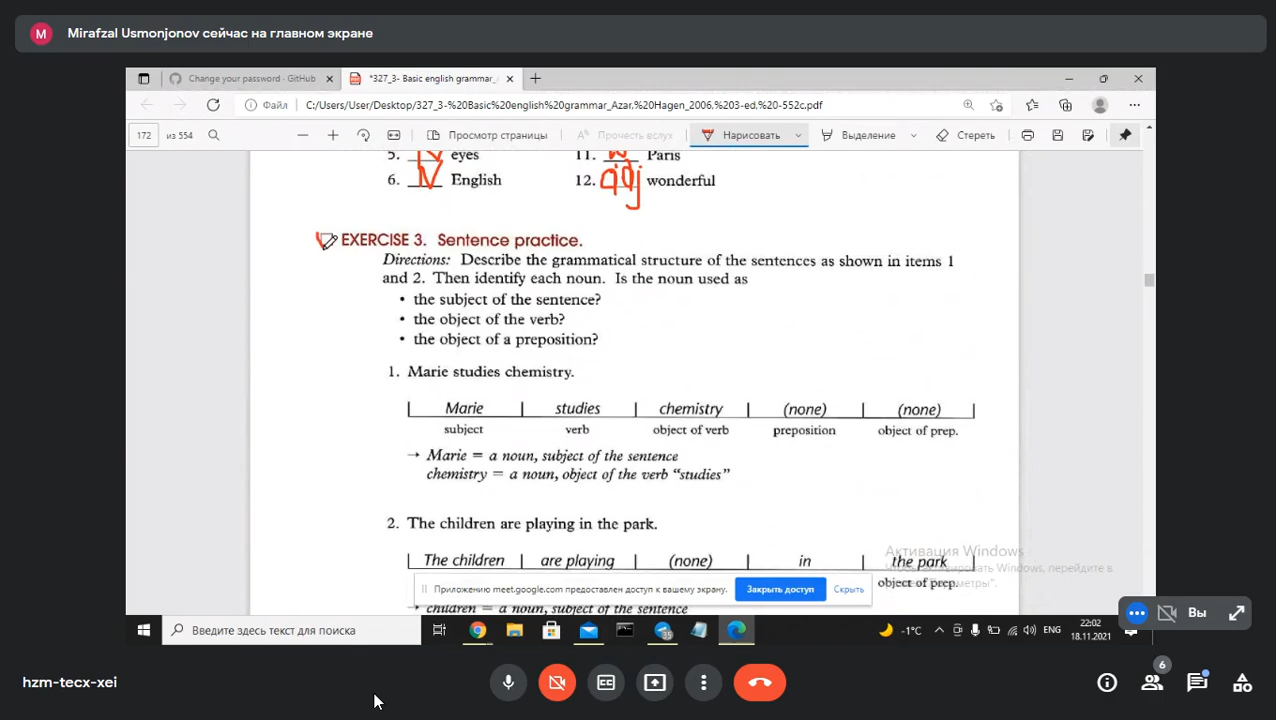 M Mirafzal Usmonjonov сейчас на главном экране
Change your password · GitHub
*327_3- Basic english grammar_
Файл C:/Users/User/Desktop/327_3-%20Basic%20english%20grammar_Azar,%20Hagen_2006.%203-ed,%20-552c.pdf
172 из 554 Просмотр страницы Прочесть вслух Нарисовать Выделение Стереть
5. N eyes 11. N Paris
6. N English 12. adj wonderful
EXERCISE 3. Sentence practice.
Directions: Describe the grammatical structure of the sentences as shown in items 1
and 2. Then identify each noun. Is the noun used as
• the subject of the sentence?
• the object of the verb?
• the object of a preposition?
1. Marie studies chemistry.
Marie studies chemistry (none) (none)
subject verb object of verb preposition object of prep.
→ Marie = a noun, subject of the sentence
chemistry = a noun, object of the verb “studies”
2. The children are playing in the park.
Активация Windows
The children are playing (none) in the park
object of prep.
Приложению meet.google.com предоставлен доступ к вашему экрану. Закрыть доступ Скрыть
children = a noun, subject of the sentence
Вы
Введите здесь текст для поиска
35
-1°C ENG 22:02
18.11.2021
hzm-tecx-xei
6